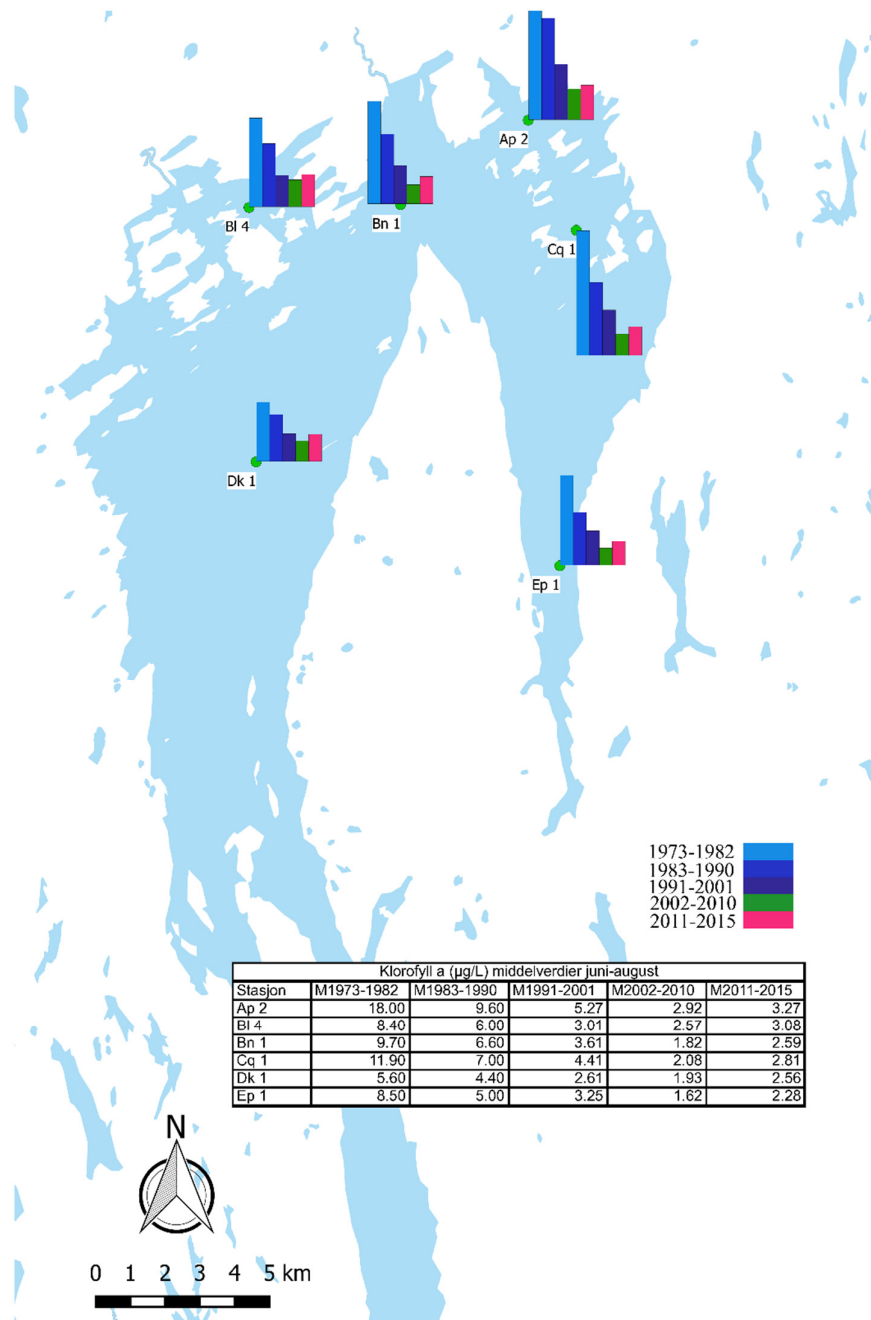 Ap 2
Bl 4
Bn 1
Cq 1
Dk 1
Ep 1
1973-1982
1983-1990
1991-2001
2002-2010
2011-2015
Klorofyll a (µg/L) middelverdier juni-august
Stasjon M1973-1982 M1983-1990 M1991-2001 M2002-2010 M2011-2015
Ap 2 18.00 9.60 5.27 2.92 3.27
Bl 4 8.40 6.00 3.01 2.57 3.08
Bn 1 9.70 6.60 3.61 1.82 2.59
Cq 1 11.90 7.00 4.41 2.08 2.81
Dk 1 5.60 4.40 2.61 1.93 2.56
Ep 1 8.50 5.00 3.25 1.62 2.28
N
0 1 2 3 4 5 km